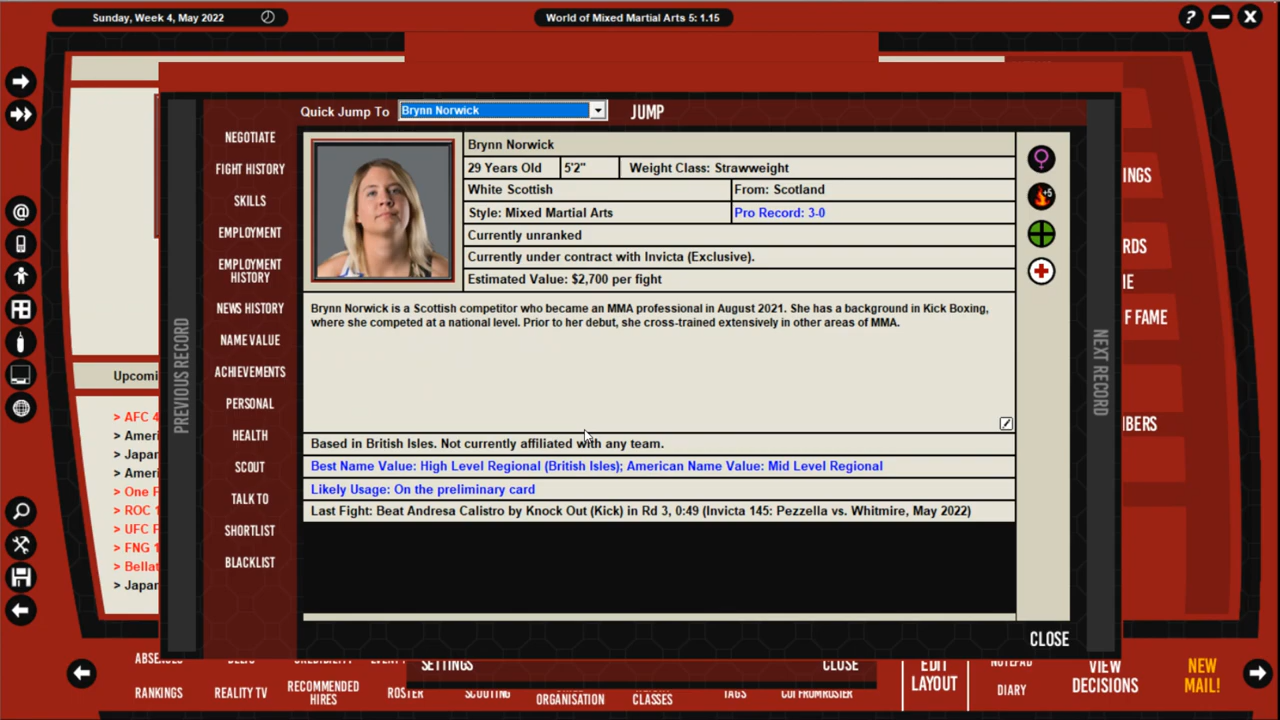 Sunday, Week 4, May 2022
World of Mixed Martial Arts 5: 1.15
?
X
Quick Jump To
Brynn Norwick
JUMP
NEGOTIATE
FIGHT HISTORY
SKILLS
EMPLOYMENT
EMPLOYMENT
HISTORY
NEWS HISTORY
NAME VALUE
ACHIEVEMENTS
PERSONAL
HEALTH
SCOUT
TALK TO
SHORTLIST
BLACKLIST
PREVIOUS RECORD
Brynn Norwick
29 Years Old
5'2"
Weight Class: Strawweight
White Scottish
From: Scotland
Style: Mixed Martial Arts
Pro Record: 3-0
Currently unranked
Currently under contract with Invicta (Exclusive).
Estimated Value: $2,700 per fight
+5
Brynn Norwick is a Scottish competitor who became an MMA professional in August 2021. She has a background in Kick Boxing,
where she competed at a national level. Prior to her debut, she cross-trained extensively in other areas of MMA.
Based in British Isles. Not currently affiliated with any team.
Best Name Value: High Level Regional (British Isles); American Name Value: Mid Level Regional
Likely Usage: On the preliminary card
Last Fight: Beat Andresa Calistro by Knock Out (Kick) in Rd 3, 0:49 (Invicta 145: Pezzella vs. Whitmire, May 2022)
NEXT RECORD
CLOSE
Upcomi
> AFC 4
> Ameri
> Japar
> Ameri
> One F
> ROC 1
> UFC F
> FNG 1
> Bellat
> Japar
INGS
RDS
IE
F FAME
IBERS
SETTINGS
CLOSE
RANKINGS
REALITY TV
RECOMMENDED
HIRES
ROSTER
SCOUTING
ORGANISATION
CLASSES
TAGS
EDIT
LAYOUT
NOTEPAD
DIARY
VIEW
DECISIONS
NEW
MAIL!